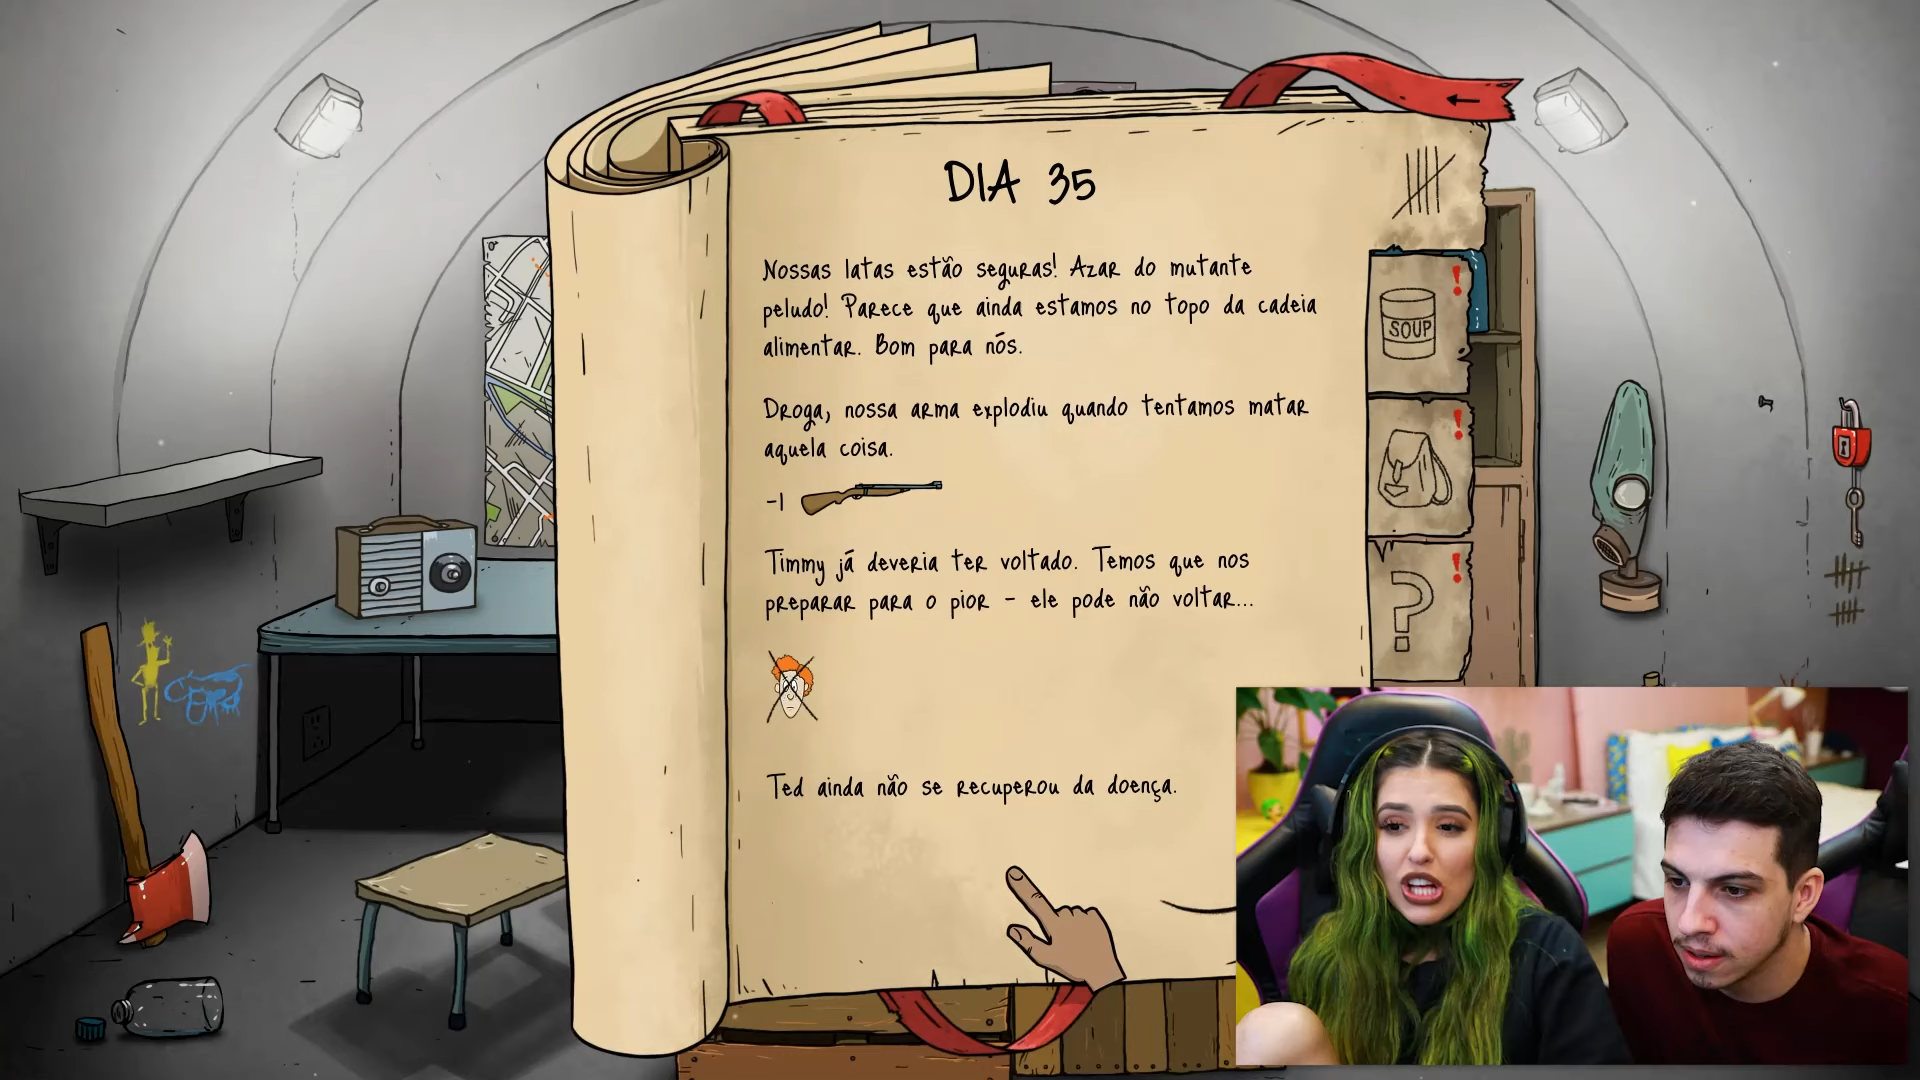 DIA 35
Nossas latas estão seguras! Azar do mutante
peludo! Parece que ainda estamos no topo da cadeia
alimentar. Bom para nós.
Droga, nossa arma explodiu quando tentamos matar
aquela coisa.
-1
Timmy já deveria ter voltado. Temos que nos
preparar para o pior - ele pode não voltar...
Ted ainda não se recuperou da doença.
!
SOUP
!
!
?